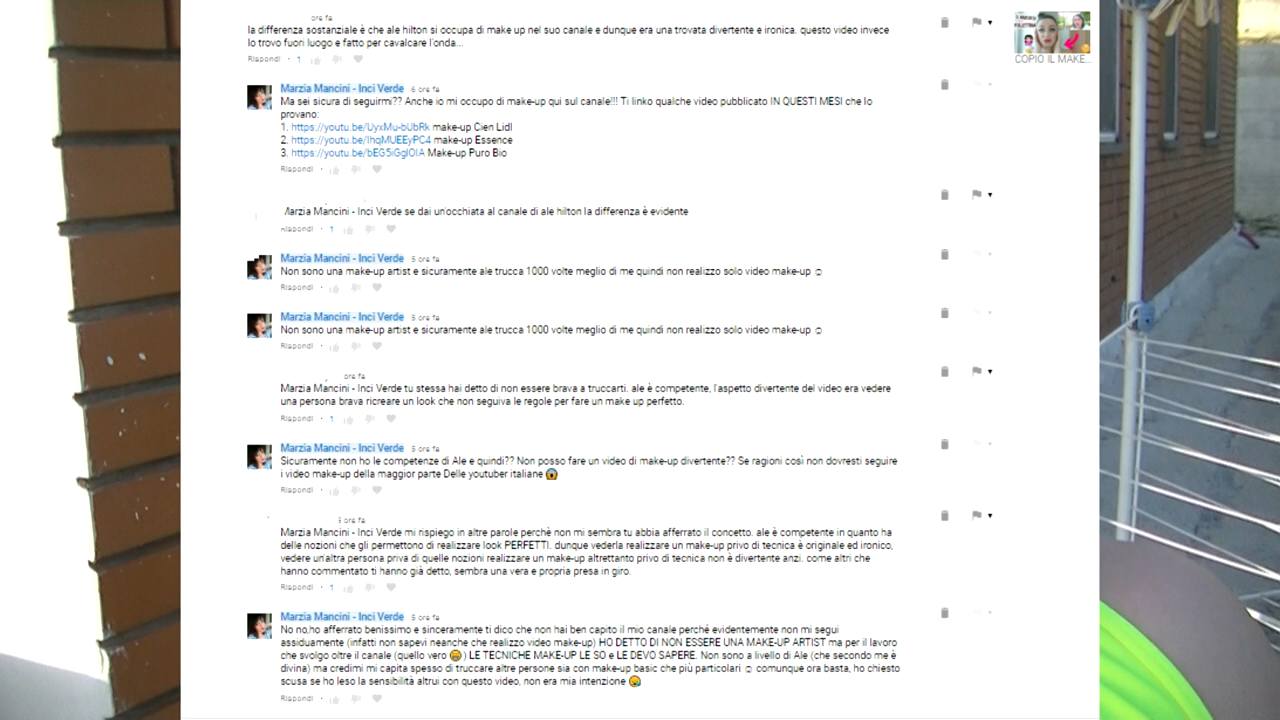 ore fa
la differenza sostanziale è che ale hilton si occupa di make up nel suo canale e dunque era una trovata divertente e ironica. questo video invece
lo trovo fuori luogo e fatto per cavalcare l'onda...
Rispondi · 1
COPIO IL MAKE...
Marzia Mancini - Inci Verde 6 ore fa
Ma sei sicura di seguirmi?? Anche io mi occupo di make-up qui sul canale!!! Ti linko qualche video pubblicato IN QUESTI MESI che lo
provano:
1. https://youtu.be/UyxMu-bUbRk make-up Cien Lidl
2. https://youtu.be/IhqMUEEyPC4 make-up Essence
3. https://youtu.be/bEG5iGglOIA Make-up Puro Bio
Rispondi ·
Marzia Mancini - Inci Verde se dai un'occhiata al canale di ale hilton la differenza è evidente
Rispondi · 1
Marzia Mancini - Inci Verde 5 ore fa
Non sono una make-up artist e sicuramente ale trucca 1000 volte meglio di me quindi non realizzo solo video make-up ☺
Rispondi ·
Marzia Mancini - Inci Verde 5 ore fa
Non sono una make-up artist e sicuramente ale trucca 1000 volte meglio di me quindi non realizzo solo video make-up ☺
Rispondi ·
ore fa
Marzia Mancini - Inci Verde tu stessa hai detto di non essere brava a truccarti. ale è competente, l'aspetto divertente del video era vedere
una persona brava ricreare un look che non seguiva le regole per fare un make up perfetto.
Rispondi · 1
Marzia Mancini - Inci Verde 5 ore fa
Sicuramente non ho le competenze di Ale e quindi?? Non posso fare un video di make-up divertente?? Se ragioni così non dovresti seguire
i video make-up della maggior parte Delle youtuber italiane 😱
Rispondi ·
5 ore fa
Marzia Mancini - Inci Verde mi rispiego in altre parole perchè non mi sembra tu abbia afferrato il concetto. ale è competente in quanto ha
delle nozioni che gli permettono di realizzare look PERFETTI. dunque vederla realizzare un make-up privo di tecnica è originale ed ironico,
vedere un'altra persona priva di quelle nozioni realizzare un make-up altrettanto privo di tecnica non è divertente anzi. come altri che
hanno commentato ti hanno già detto, sembra una vera e propria presa in giro.
Rispondi · 1
Marzia Mancini - Inci Verde 5 ore fa
No no,ho afferrato benissimo e sinceramente ti dico che non hai ben capito il mio canale perché evidentemente non mi segui
assiduamente (infatti non sapevi neanche che realizzo video make-up) HO DETTO DI NON ESSERE UNA MAKE-UP ARTIST ma per il lavoro
che svolgo oltre il canale (quello vero 😄) LE TECNICHE MAKE-UP LE SO e LE DEVO SAPERE. Non sono a livello di Ale (che secondo me è
divina) ma credimi mi capita spesso di truccare altre persone sia con make-up basic che più particolari ☺ comunque ora basta, ho chiesto
scusa se ho leso la sensibilità altrui con questo video, non era mia intenzione 😪
Rispondi ·